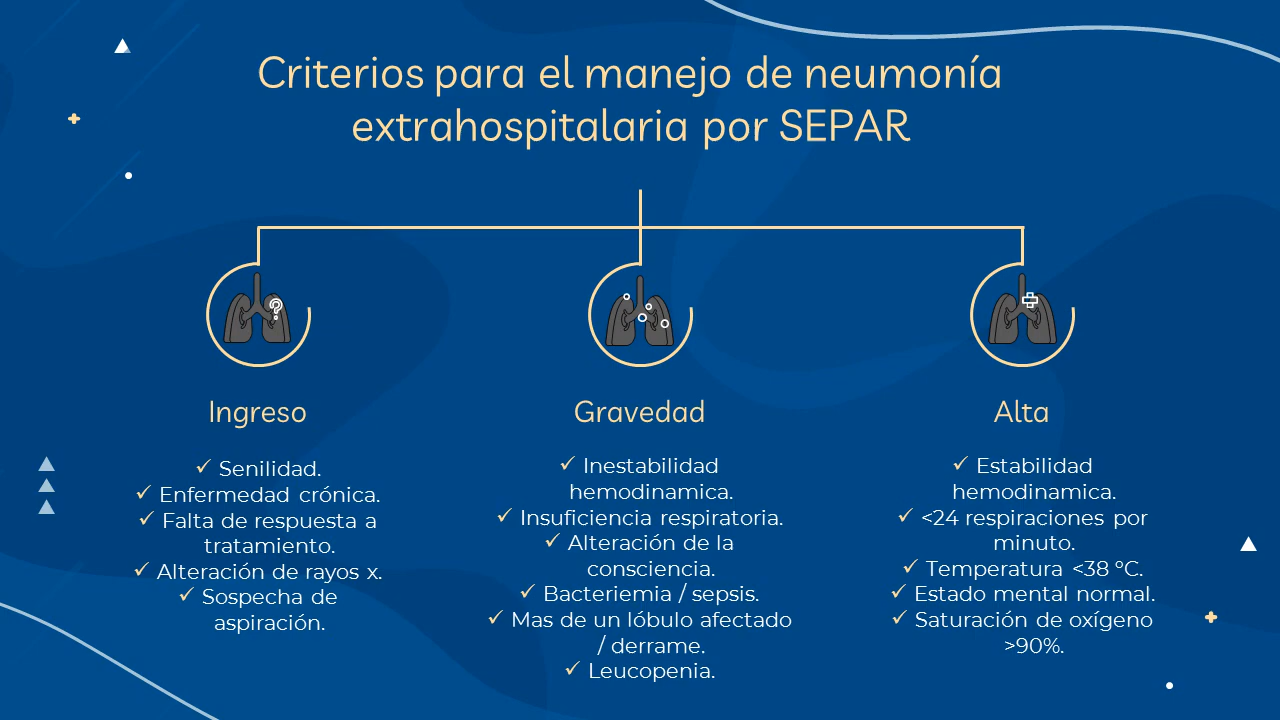 Criterios para el manejo de neumonía
extrahospitalaria por SEPAR
Ingreso
✓ Senilidad.
✓ Enfermedad crónica.
✓ Falta de respuesta a
tratamiento.
✓ Alteración de rayos x.
✓ Sospecha de
aspiración.
Gravedad
✓ Inestabilidad
hemodinamica.
✓ Insuficiencia respiratoria.
✓ Alteración de la
consciencia.
✓ Bacteriemia / sepsis.
✓ Mas de un lóbulo afectado
/ derrame.
✓ Leucopenia.
Alta
✓ Estabilidad
hemodinamica.
✓ <24 respiraciones por
minuto.
✓ Temperatura <38 ºC.
✓ Estado mental normal.
✓ Saturación de oxígeno
>90%.